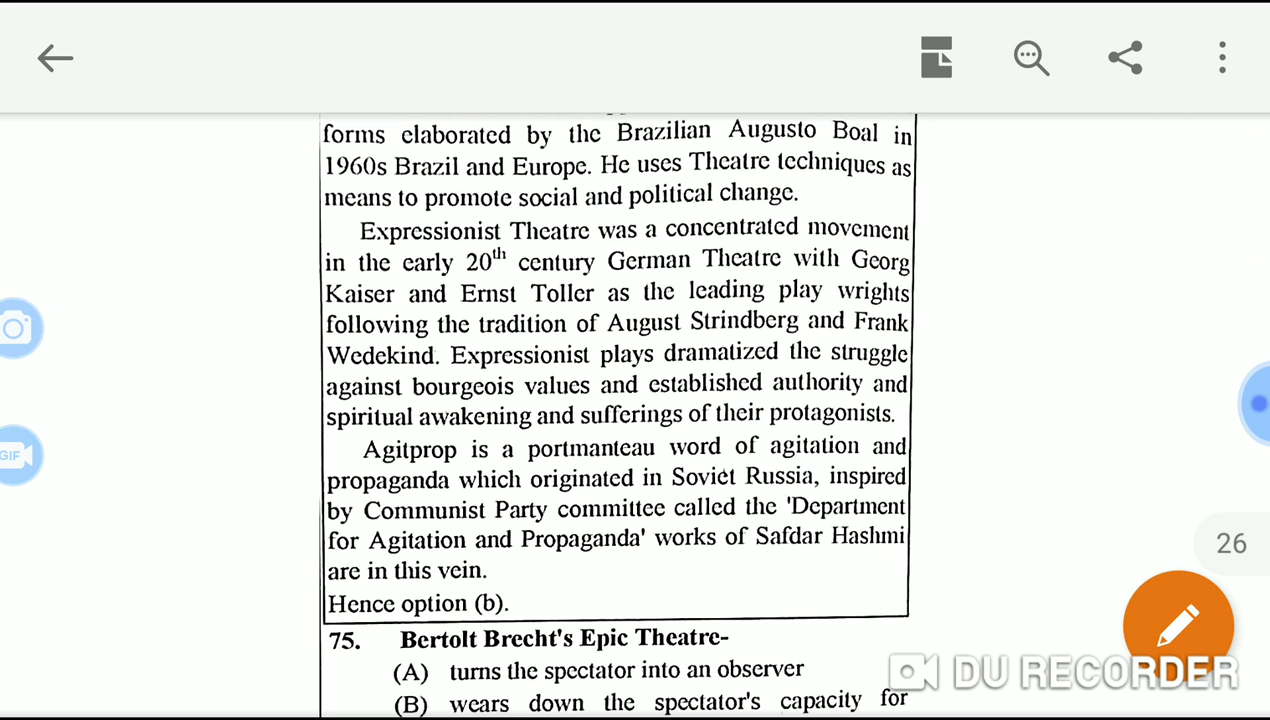 forms elaborated by the Brazilian Augusto Boal in
1960s Brazil and Europe. He uses Theatre techniques as
means to promote social and political change.
Expressionist Theatre was a concentrated movement
in the early 20th century German Theatre with Georg
Kaiser and Ernst Toller as the leading play wrights
following the tradition of August Strindberg and Frank
Wedekind. Expressionist plays dramatized the struggle
against bourgeois values and established authority and
spiritual awakening and sufferings of their protagonists.
Agitprop is a portmanteau word of agitation and
propaganda which originated in Soviet Russia, inspired
by Communist Party committee called the 'Department
for Agitation and Propaganda' works of Safdar Hashmi
are in this vein.
Hence option (b).
75. Bertolt Brecht's Epic Theatre-
(A) turns the spectator into an observer
(B) wears down the spectator's capacity for
GIF
26
DU RECORDER